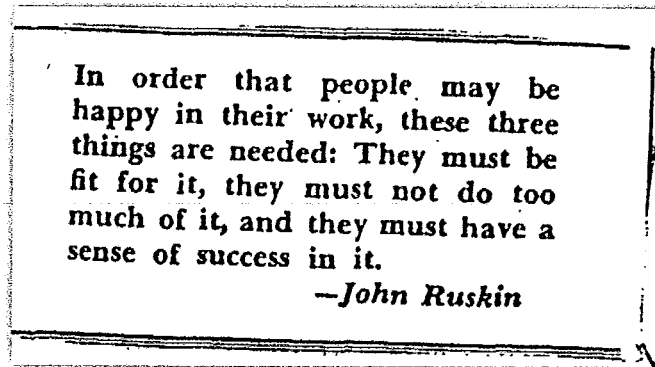 In order that people may be
happy in their work, these three
things are needed: They must be
fit for it, they must not do too
much of it, and they must have a
sense of success in it.
—John Ruskin